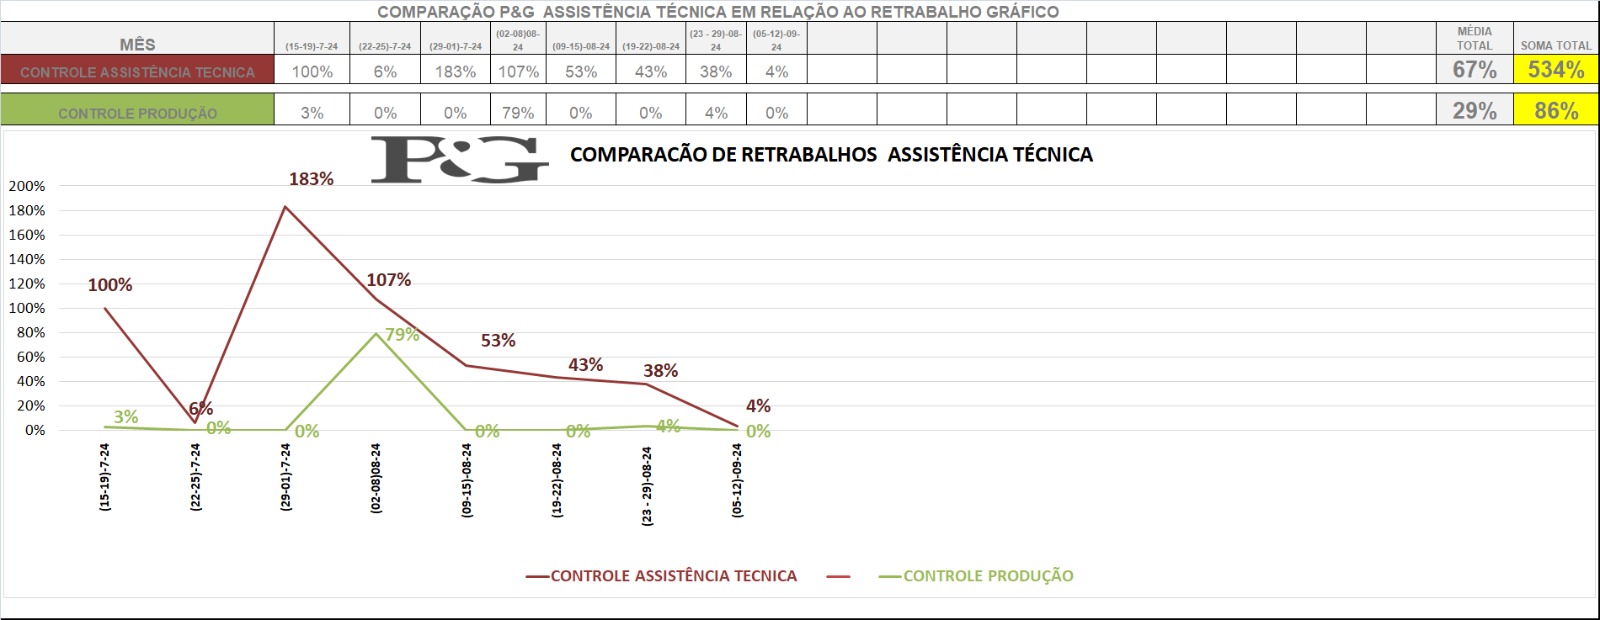 COMPARAÇÃO P&G ASSISTÊNCIA TÉCNICA EM RELAÇÃO AO RETRABALHO GRÁFICO
MÊS (15-19)-7-24 (22-25)-7-24 (29-01)-7-24 (02-08)08-24 (09-15)-08-24 (19-22)-08-24 (23 - 29)-08-24 (05-12)-09-24 MÉDIA TOTAL SOMA TOTAL
CONTROLE ASSISTÊNCIA TECNICA 100% 6% 183% 107% 53% 43% 38% 4% 67% 534%
CONTROLE PRODUÇÃO 3% 0% 0% 79% 0% 0% 4% 0% 29% 86%
P&G COMPARACÃO DE RETRABALHOS ASSISTÊNCIA TÉCNICA
200%
180%
160%
140%
120%
100%
80%
60%
40%
20%
0%
100% 6% 183% 107% 53% 43% 38% 4%
3% 0% 0% 79% 0% 0% 4% 0%
(15-19)-7-24
(22-25)-7-24
(29-01)-7-24
(02-08)08-24
(09-15)-08-24
(19-22)-08-24
(23 - 29)-08-24
(05-12)-09-24
CONTROLE ASSISTÊNCIA TECNICA CONTROLE PRODUÇÃO